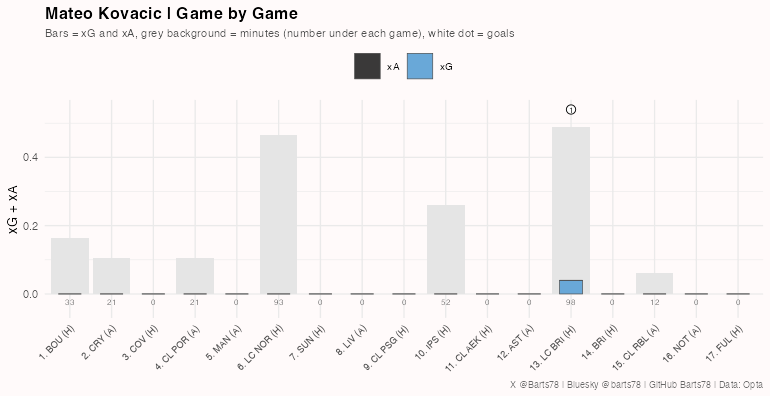 Mateo Kovacic | Game by Game
Bars = xG and xA, grey background = minutes (number under each game), white dot = goals
xA xG
xG + xA
0.4
0.2
0.0
1
33 21 0 21 0 93 0 0 0 52 0 0 98 0 12 0 0
1. BOU (H)
2. CRY (A)
3. COV (H)
4. CL POR (A)
5. MAN (A)
6. LC NOR (H)
7. SUN (H)
8. LIV (A)
9. CL PSG (H)
10. IPS (H)
11. CL AEK (H)
12. AST (A)
13. LC BRI (H)
14. BRI (H)
15. CL RBL (A)
16. NOT (A)
17. FUL (H)
X @Barts78 | Bluesky @barts78 | GitHub Barts78 | Data: Opta